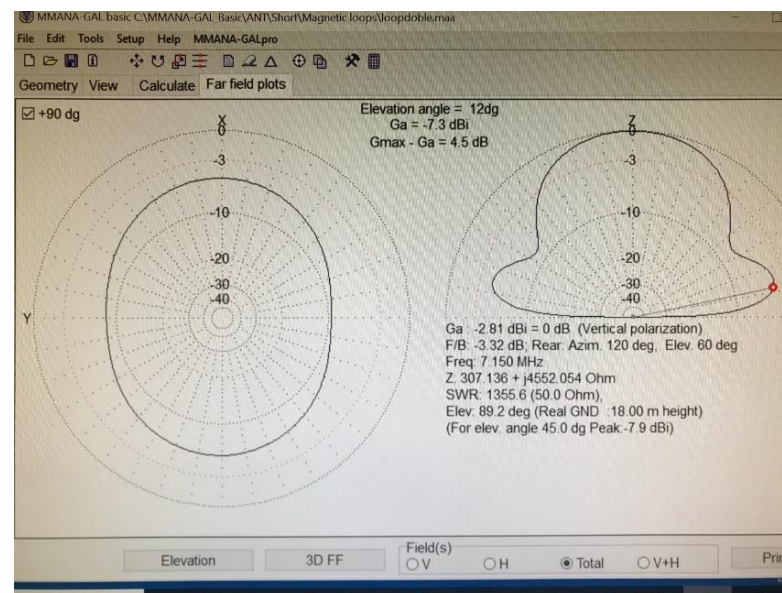 MMANA-GAL basic C:\MMANA-GAL_Basic\ANT\Short\Magnetic loops\loopdoble.maa
File Edit Tools Setup Help MMANA-GALpro
Geometry View Calculate Far field plots
+90 dg
Elevation angle = 12dg
Ga = -7.3 dBi
Gmax - Ga = 4.5 dB
X
0
-3
-10
-20
-30
-40
Y
Z
0
-3
-10
-20
-30
-40
Ga : -2.81 dBi = 0 dB (Vertical polarization)
F/B: -3.32 dB; Rear: Azim. 120 deg, Elev. 60 deg
Freq: 7.150 MHz
Z: 307.136 + j4552.054 Ohm
SWR: 1355.6 (50.0 Ohm),
Elev: 89.2 deg (Real GND :18.00 m height)
(For elev. angle 45.0 dg Peak:-7.9 dBi)
Elevation
3D FF
Field(s)
V H Total V+H